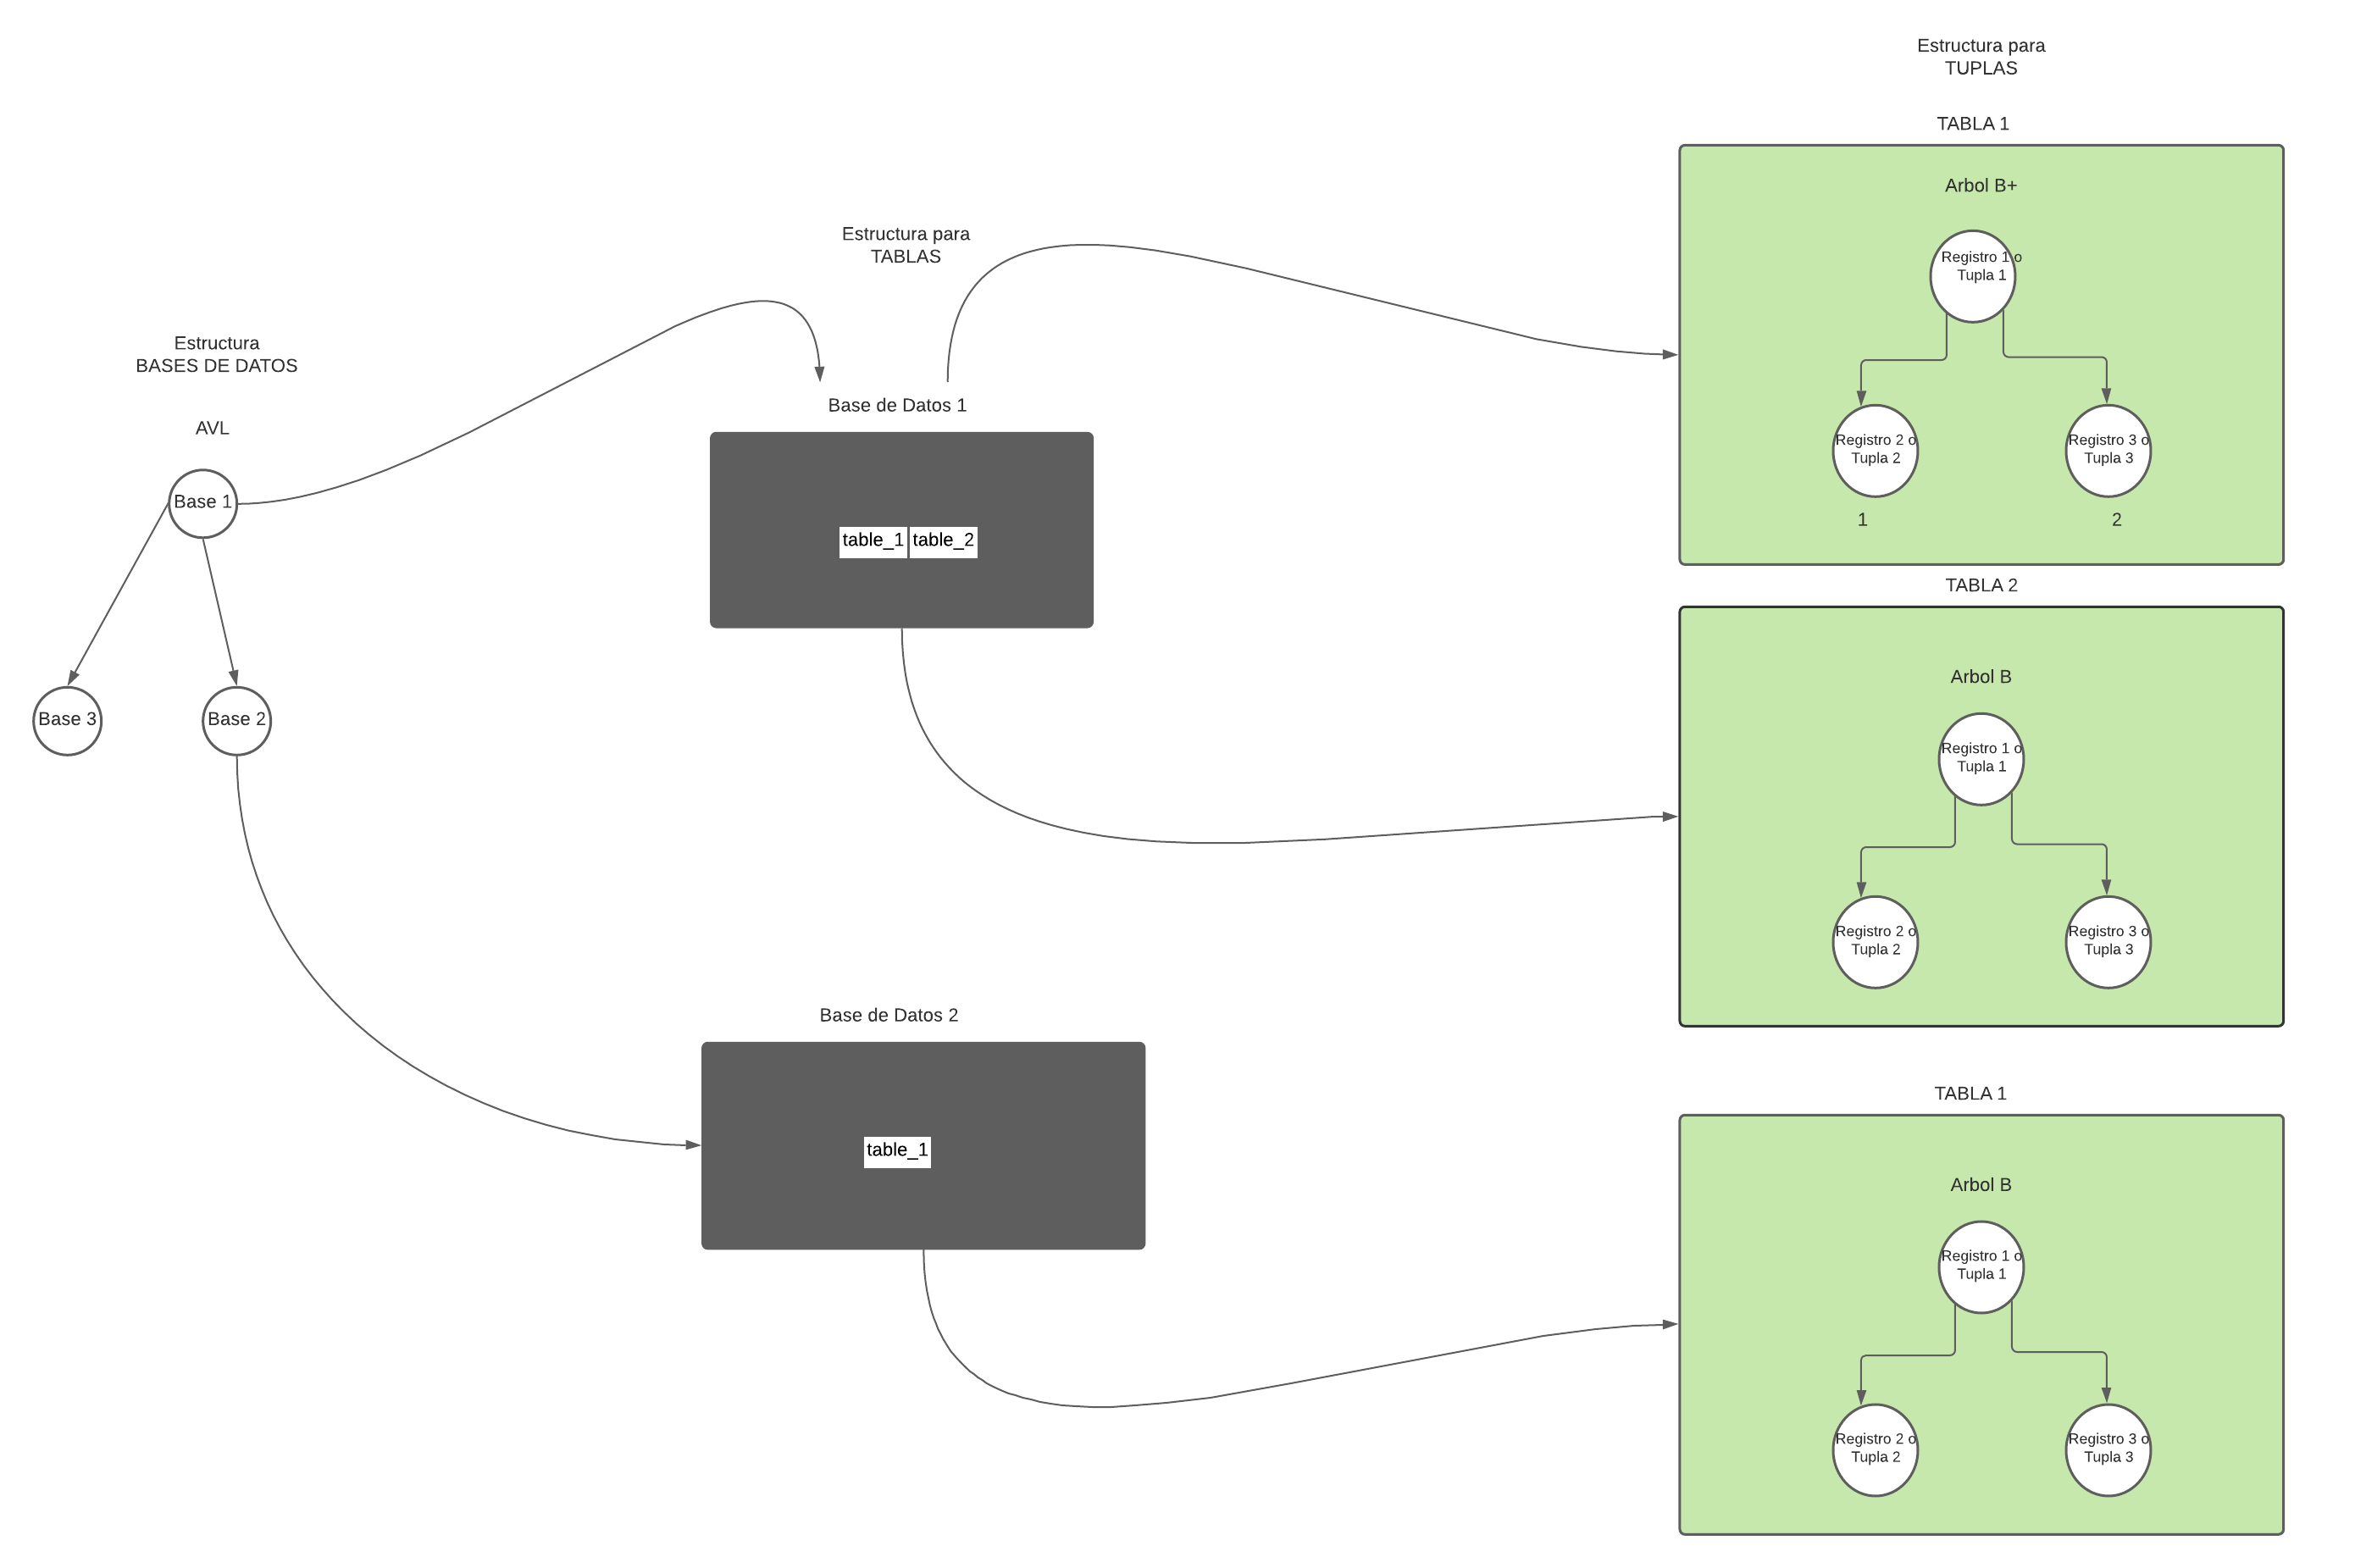 Estructura
BASES DE DATOS
AVL
Base 1
Base 3
Base 2
Estructura para
TABLAS
Base de Datos 1
table_1
table_2
Base de Datos 2
table_1
Estructura para
TUPLAS
TABLA 1
Arbol B+
Registro 1 o
Tupla 1
Registro 2 o
Tupla 2
Registro 3 o
Tupla 3
1
2
TABLA 2
Arbol B
Registro 1 o
Tupla 1
Registro 2 o
Tupla 2
Registro 3 o
Tupla 3
TABLA 1
Arbol B
Registro 1 o
Tupla 1
Registro 2 o
Tupla 2
Registro 3 o
Tupla 3